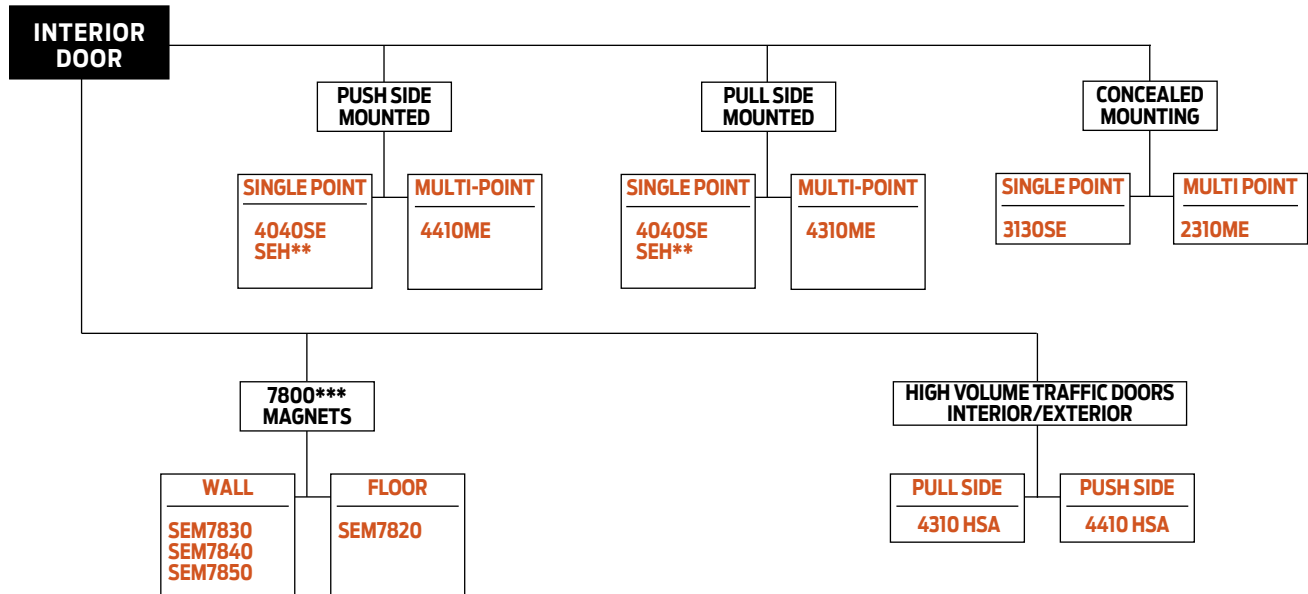 INTERIOR
DOOR
PUSH SIDE
MOUNTED
PULL SIDE
MOUNTED
CONCEALED
MOUNTING
SINGLE POINT
4040SE
SEH**
MULTI-POINT
4410ME
SINGLE POINT
4040SE
SEH**
MULTI-POINT
4310ME
SINGLE POINT
3130SE
MULTI POINT
2310ME
7800***
MAGNETS
HIGH VOLUME TRAFFIC DOORS
INTERIOR/EXTERIOR
WALL
SEM7830
SEM7840
SEM7850
FLOOR
SEM7820
PULL SIDE
4310 HSA
PUSH SIDE
4410 HSA